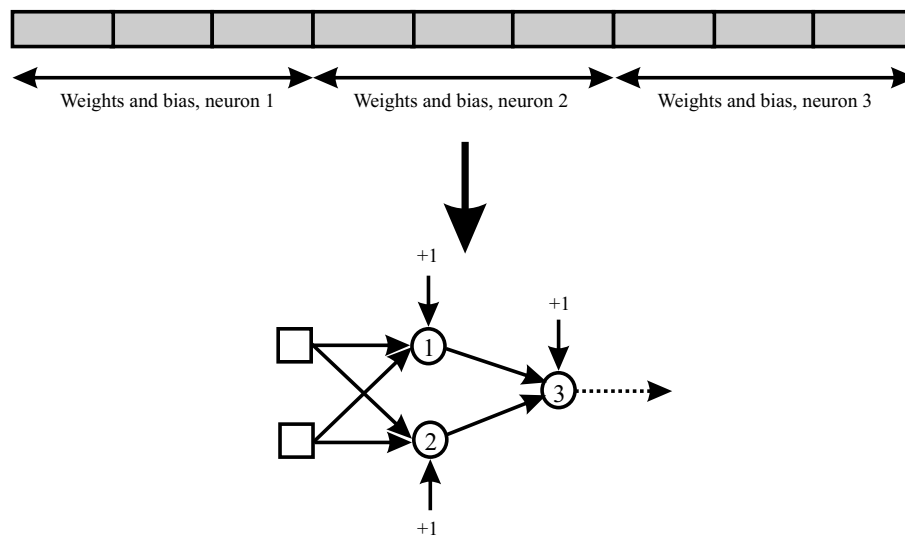 Weights and bias, neuron 1
Weights and bias, neuron 2
Weights and bias, neuron 3
+1
+1
1
3
2
+1